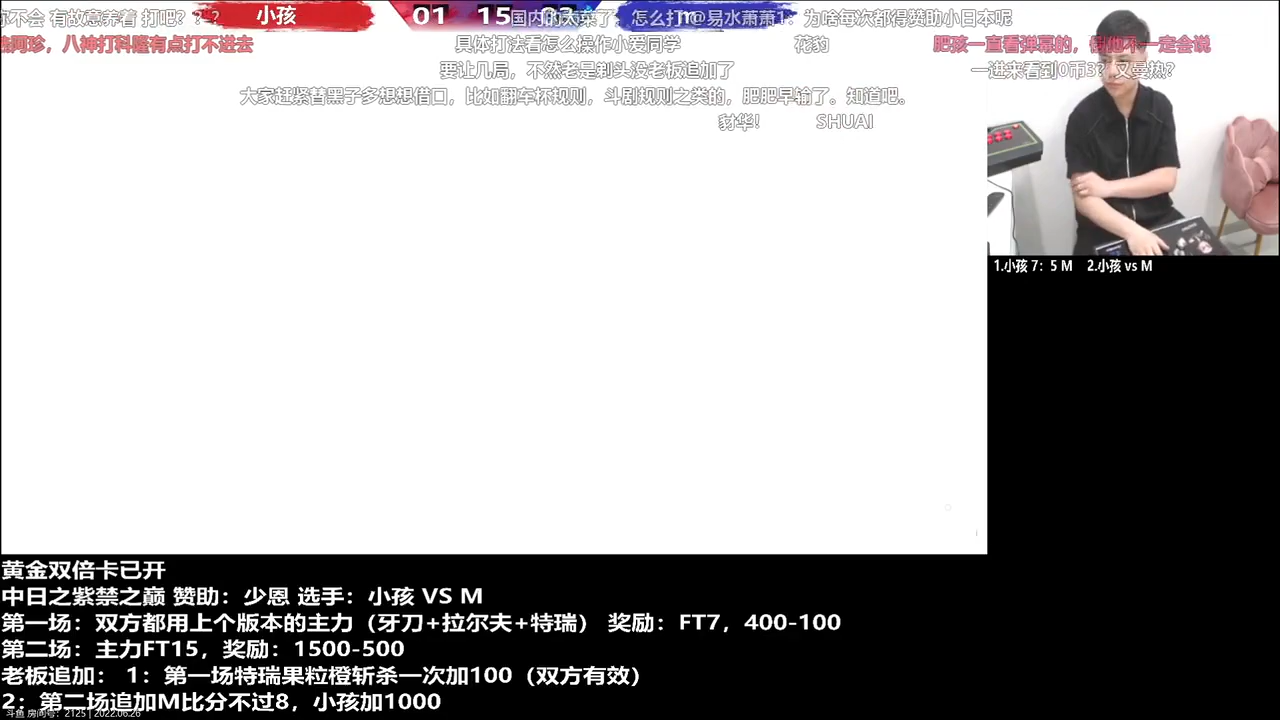 尔不会 有故意养着 打吧？？？
小孩
01 15 03
国内的太菜了，怎么打@易水萧萧1：为啥每次都得赞助小日本呢
m
阿珍，八神打科隆有点打不进去
具体打法看怎么操作小爱同学
花豹
肥孩一直看弹幕的，但他不一定会说
要让几局，不然老是剃头没老板追加了
一进来看到0币3？又曼热？
大家赶紧替黑子多想想借口，比如翻车杯规则，斗剧规则之类的，肥肥早输了。知道吧。
豺华！
SHUAI
1.小孩 7：5 M 2.小孩 vs M
黄金双倍卡已开
中日之紫禁之巅 赞助：少恩 选手：小孩 VS M
第一场：双方都用上个版本的主力（牙刀+拉尔夫+特瑞） 奖励：FT7，400-100
第二场：主力FT15，奖励：1500-500
老板追加： 1：第一场特瑞果粒橙斩杀一次加100（双方有效）
2：第二场追加M比分不过8，小孩加1000
斗鱼 房间号：2125 | 2022.06.26